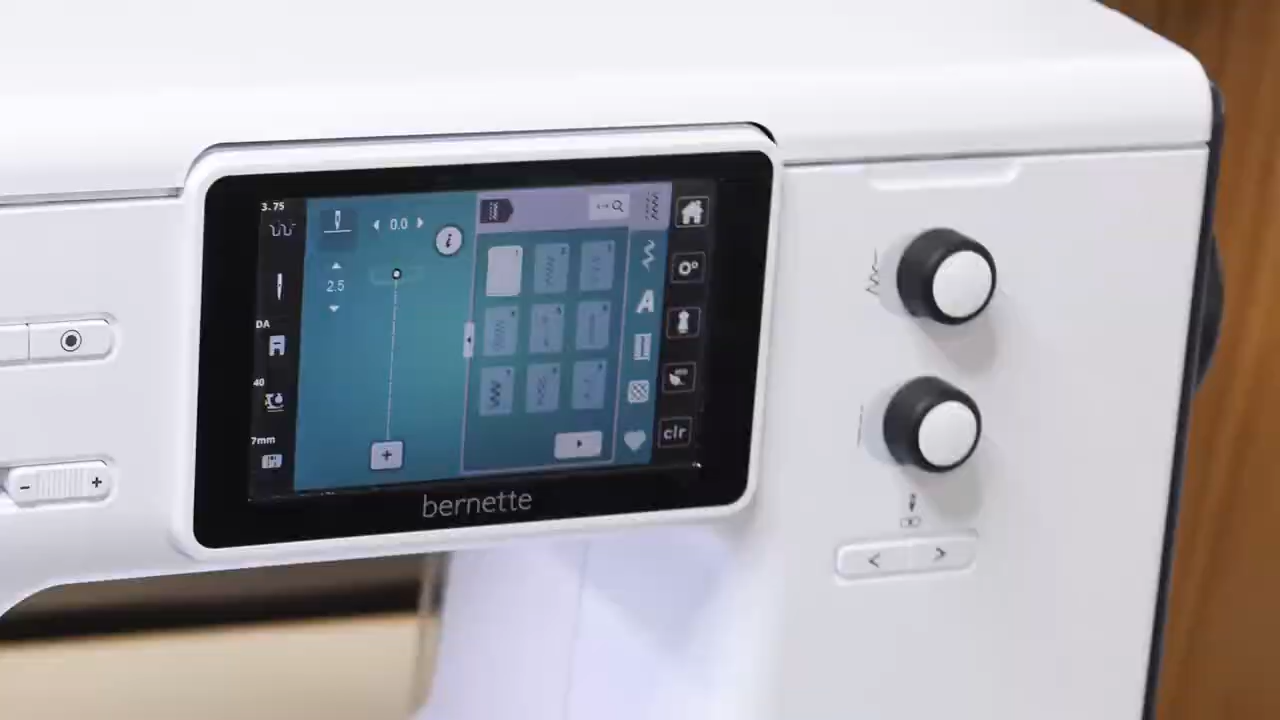 3.75
0.0
i
2.5
A
DA
40
7mm
+
clr
- +
bernette
< >